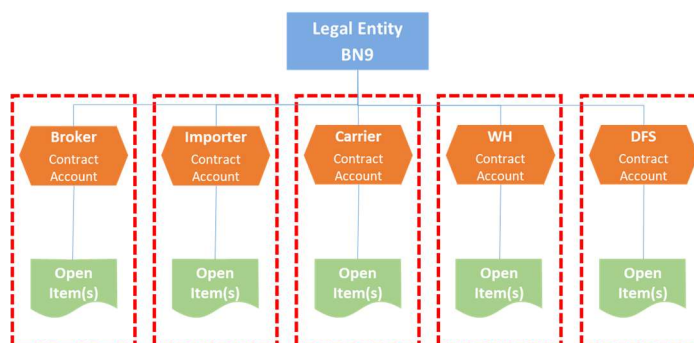 Legal Entity
BN9
Broker
Contract
Account
Importer
Contract
Account
Carrier
Contract
Account
WH
Contract
Account
DFS
Contract
Account
Open
Item(s)
Open
Item(s)
Open
Item(s)
Open
Item(s)
Open
Item(s)